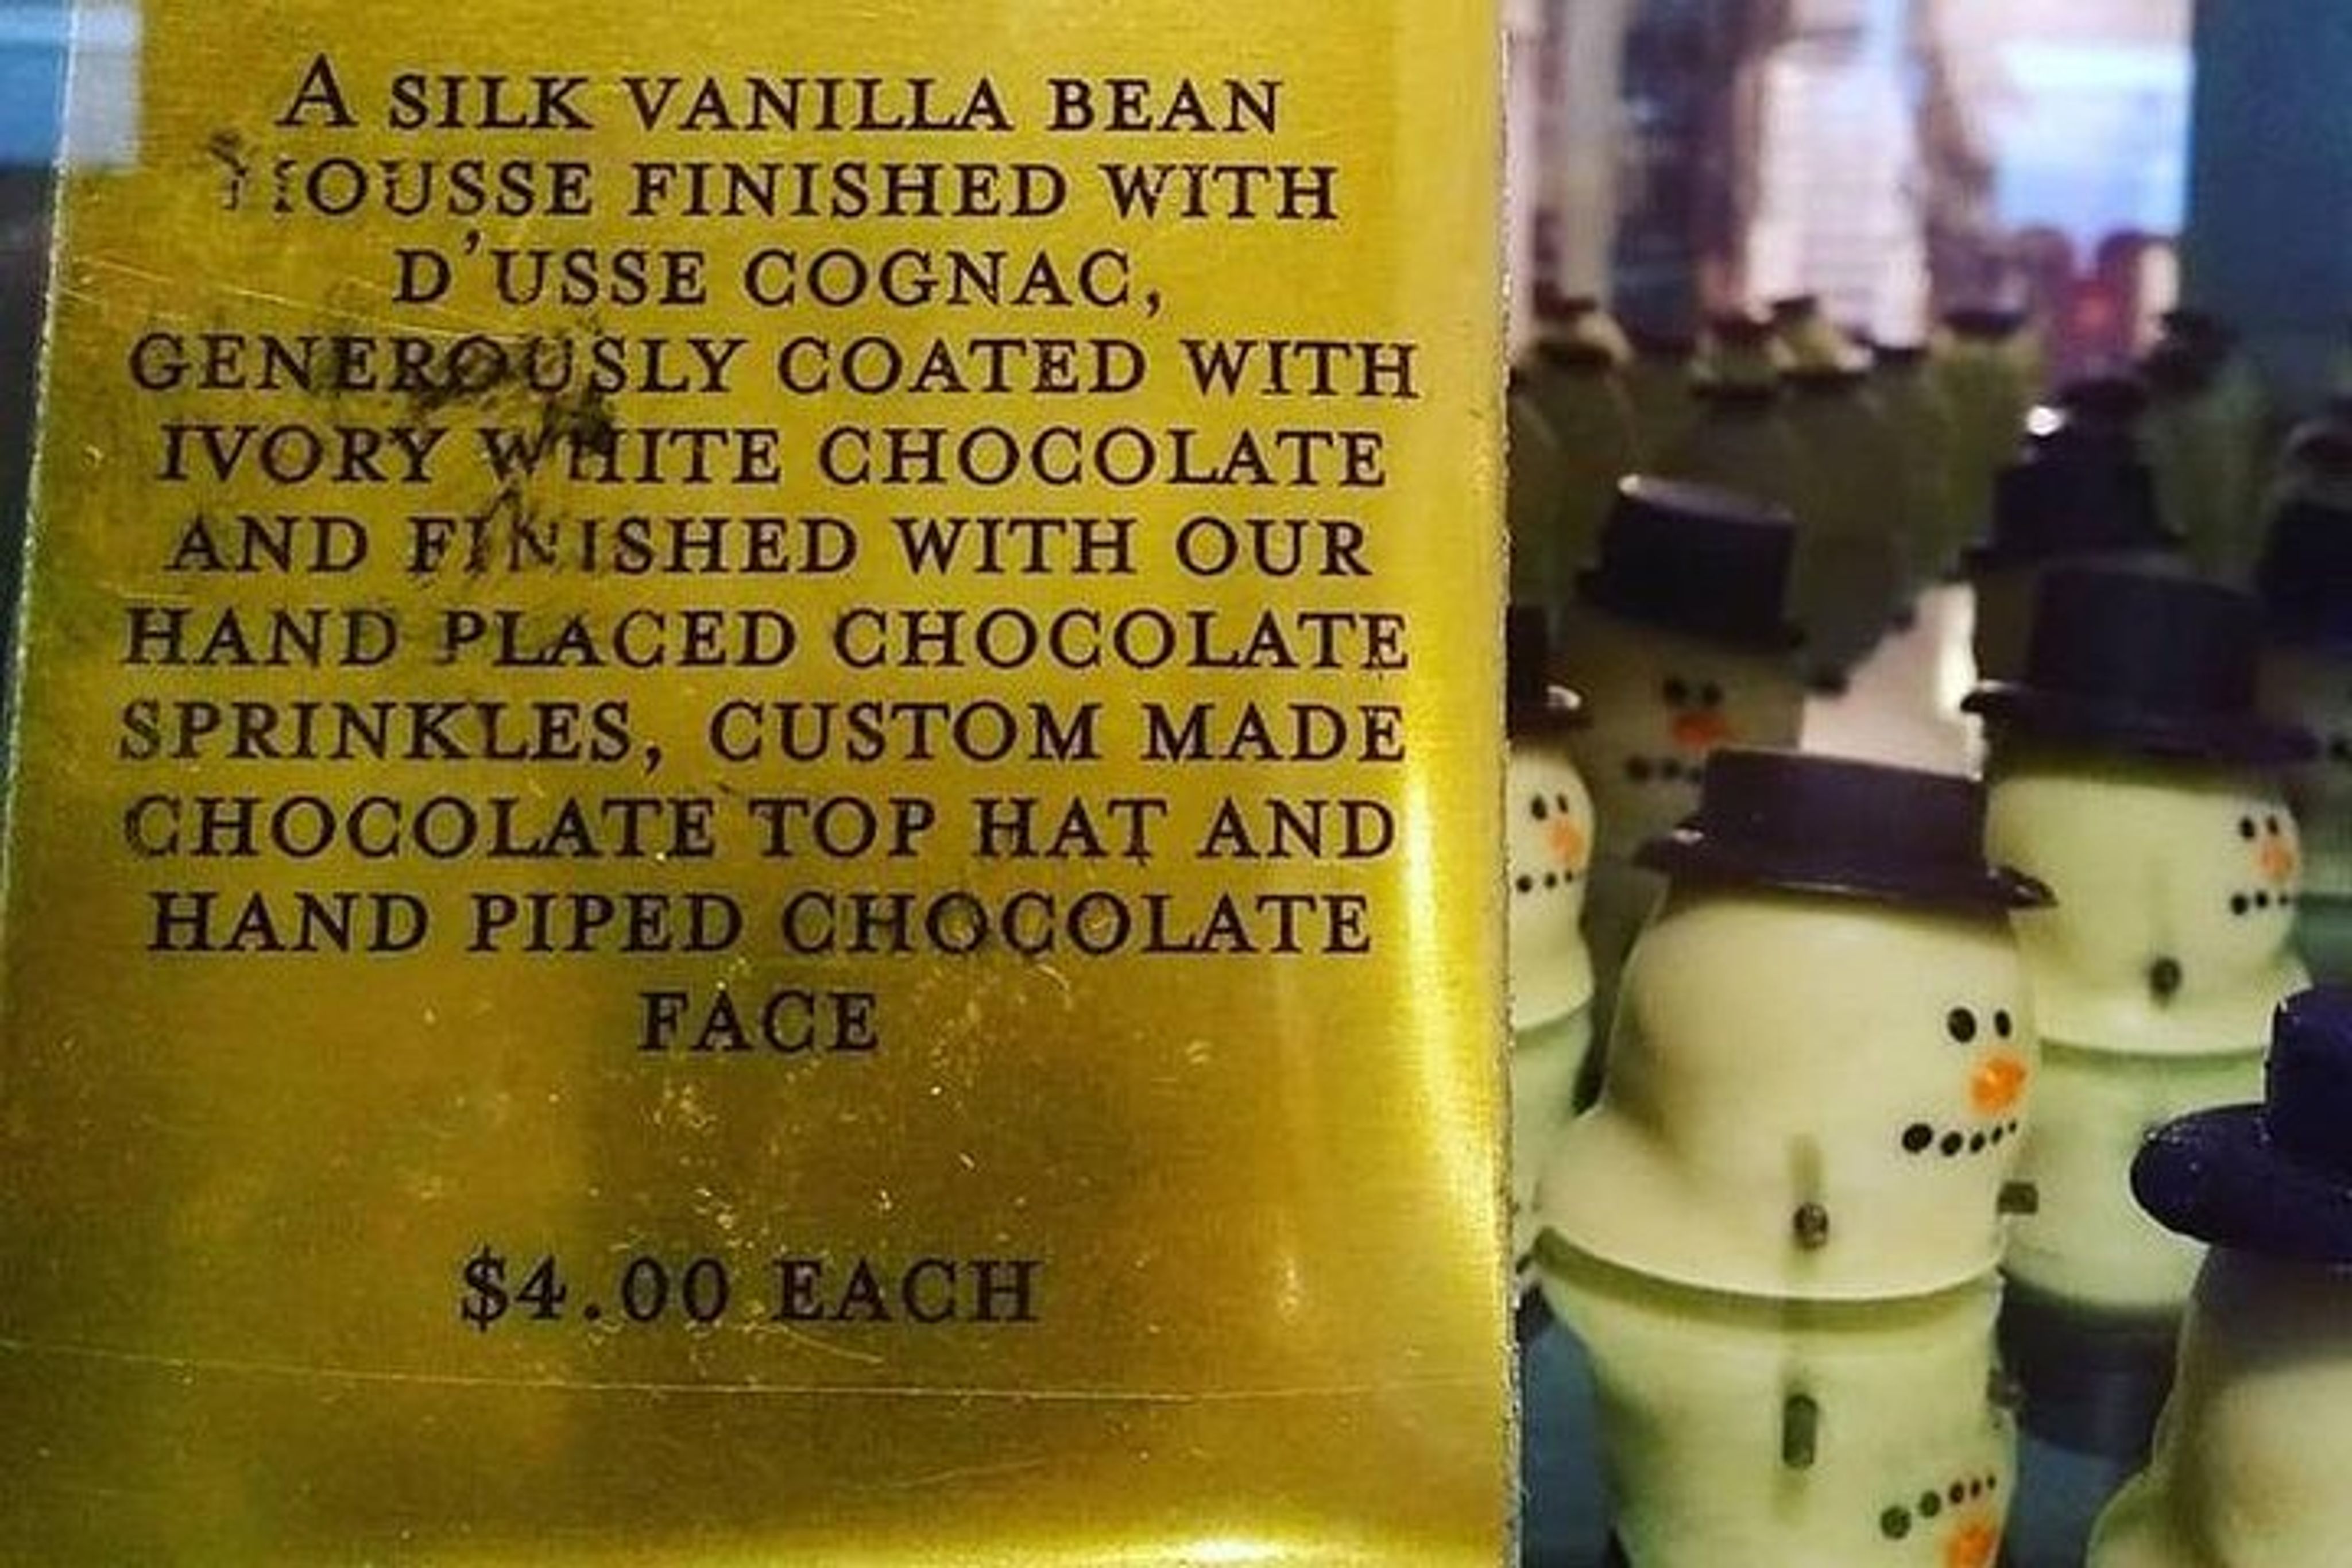 A SILK VANILLA BEAN
MOUSSE FINISHED WITH
D'USSE COGNAC,
GENEROUSLY COATED WITH
IVORY WHITE CHOCOLATE
AND FINISHED WITH OUR
HAND PLACED CHOCOLATE
SPRINKLES, CUSTOM MADE
CHOCOLATE TOP HAT AND
HAND PIPED CHOCOLATE
FACE
$4.00 EACH